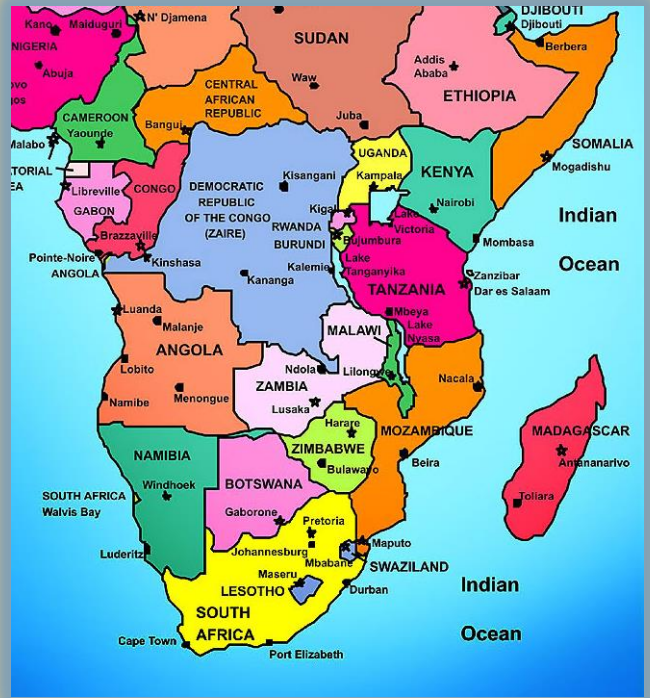 DJIBOUTI
N' Djamena
Kano
Maiduguri
Djibouti
NIGERIA
SUDAN
Berbera
Addis
Ababa
Abuja
Waw
CENTRAL
AFRICAN
REPUBLIC
ETHIOPIA
CAMEROON
Yaounde
Bangui
Juba
Malabo
SOMALIA
UGANDA
Mogadishu
KENYA
TORIAL
EA
Libreville
CONGO
DEMOCRATIC
REPUBLIC
OF THE CONGO
(ZAIRE)
Kisangani
Kampala
GABON
Nairobi
Kigal
Lake
Victoria
Indian
Ocean
RWANDA
BURUNDI
Bujumbura
Brazzaville
Mombasa
Pointe-Noire
ANGOLA
Kinshasa
Kalemie
Lake
Tanganyika
Kananga
Zanzibar
Dar es Salaam
TANZANIA
Luanda
Malanje
Mbeya
Lake
Nyasa
MALAWI
ANGOLA
Lobito
Ndola
Lilongwe
Nacala
Namibe
Menongue
ZAMBIA
Lusaka
Harare
MOZAMBIQUE
MADAGASCAR
Antananarivo
NAMIBIA
ZIMBABWE
Bulawayo
Beira
Windhoek
BOTSWANA
SOUTH AFRICA
Walvis Bay
Toliara
Gaborone
Pretoria
Luderitz
Johannesburg
Maputo
Mbabane
SWAZILAND
Maseru
LESOTHO
Durban
Indian
Ocean
SOUTH
AFRICA
Cape Town
Port Elizabeth